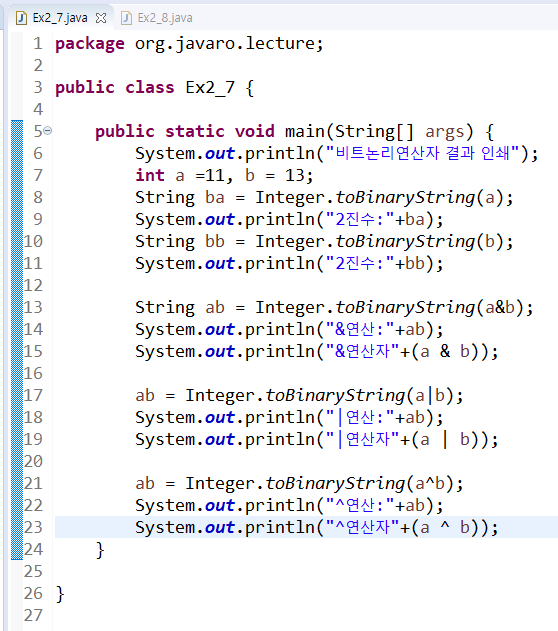 Ex2_7.java Ex2_8.java
1 package org.javaro.lecture;
2
3 public class Ex2_7 {
4
5 public static void main(String[] args) {
6 System.out.println("비트논리연산자 결과 인쇄");
7 int a =11, b = 13;
8 String ba = Integer.toBinaryString(a);
9 System.out.println("2진수:"+ba);
10 String bb = Integer.toBinaryString(b);
11 System.out.println("2진수:"+bb);
12
13 String ab = Integer.toBinaryString(a&b);
14 System.out.println("&연산:"+ab);
15 System.out.println("&연산자"+(a & b));
16
17 ab = Integer.toBinaryString(a|b);
18 System.out.println("|연산:"+ab);
19 System.out.println("|연산자"+(a | b));
20
21 ab = Integer.toBinaryString(a^b);
22 System.out.println("^연산:"+ab);
23 System.out.println("^연산자"+(a ^ b));
24 }
25
26 }
27